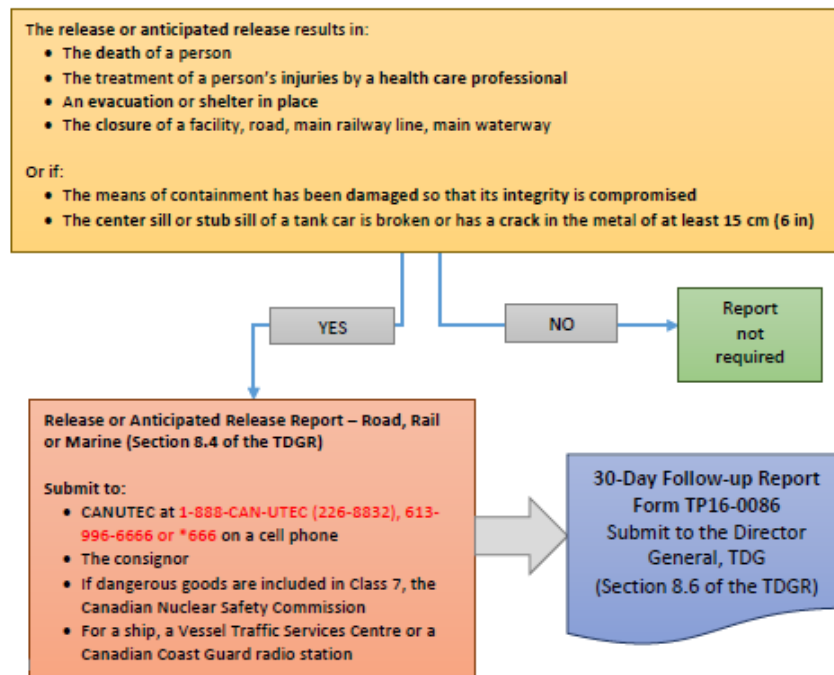 The release or anticipated release results in:
• The death of a person
• The treatment of a person's injuries by a health care professional
• An evacuation or shelter in place
• The closure of a facility, road, main railway line, main waterway
Or if:
• The means of containment has been damaged so that its integrity is compromised
• The center sill or stub sill of a tank car is broken or has a crack in the metal of at least 15 cm (6 in)
YES
NO
Report
not
required
Release or Anticipated Release Report – Road, Rail
or Marine (Section 8.4 of the TDGR)
Submit to:
• CANUTEC at 1-888-CAN-UTEC (226-8832), 613-
996-6666 or *666 on a cell phone
• The consignor
• If dangerous goods are included in Class 7, the
Canadian Nuclear Safety Commission
• For a ship, a Vessel Traffic Services Centre or a
Canadian Coast Guard radio station
30-Day Follow-up Report
Form TP16-0086
Submit to the Director
General, TDG
(Section 8.6 of the TDGR)